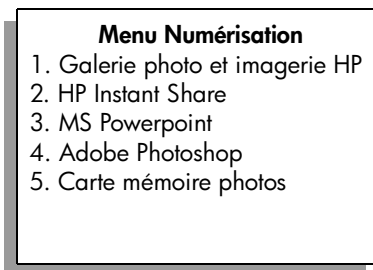 Menu Numérisation
1. Galerie photo et imagerie HP
2. HP Instant Share
3. MS Powerpoint
4. Adobe Photoshop
5. Carte mémoire photos